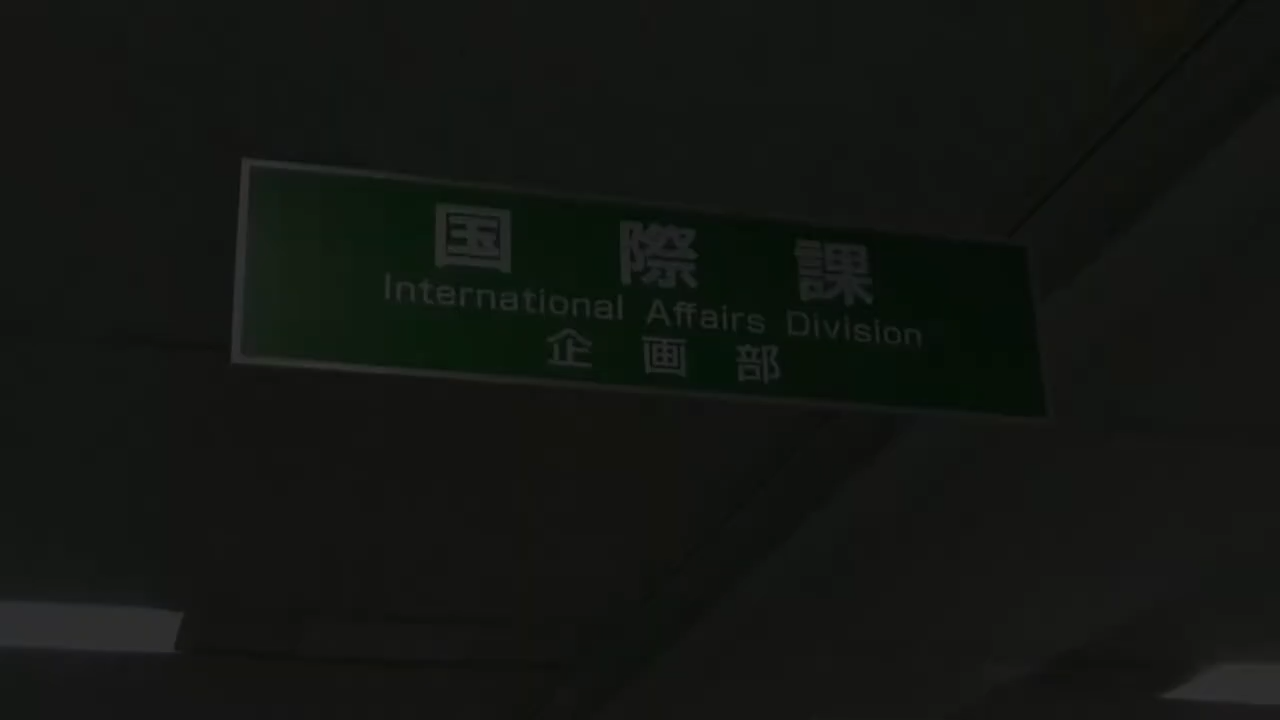 国際課
International Affairs Division
企画部